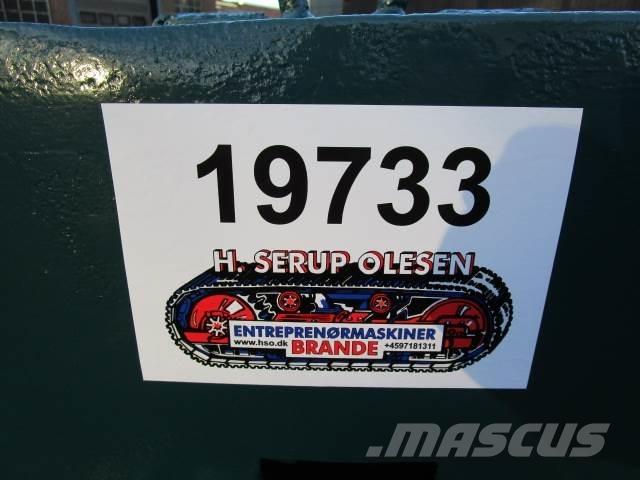 19733
H. SERUP OLESEN
ENTREPRENØRMASKINER
www.hso.dk BRANDE +4597181311
.MASCUS